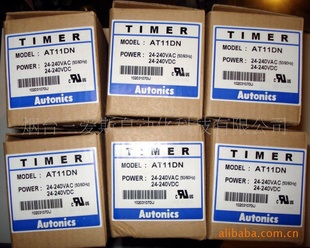 TIMER
MODEL : AT11DN
POWER : 24-240VAC (50/60Hz)
24-240VDC
Autonics
TIMER
MODEL : AT11DN
POWER : 24-240VAC (50/60Hz)
24-240VDC
Autonics
TIMER
MODEL : AT11DN
POWER : 24-240VAC (50/60Hz)
24-240VDC
Autonics
TIMER
MODEL : AT11DN
POWER : 24-240VAC (50/60Hz)
24-240VDC
Autonics
TIMER
MODEL : AT11DN
POWER : 24-240VAC (50/60Hz)
24-240VDC
Autonics
TIMER
MODEL : AT11DN
POWER : 24-240VAC (50/60Hz)
24-240VDC
Autonics
alibaba.com.cn